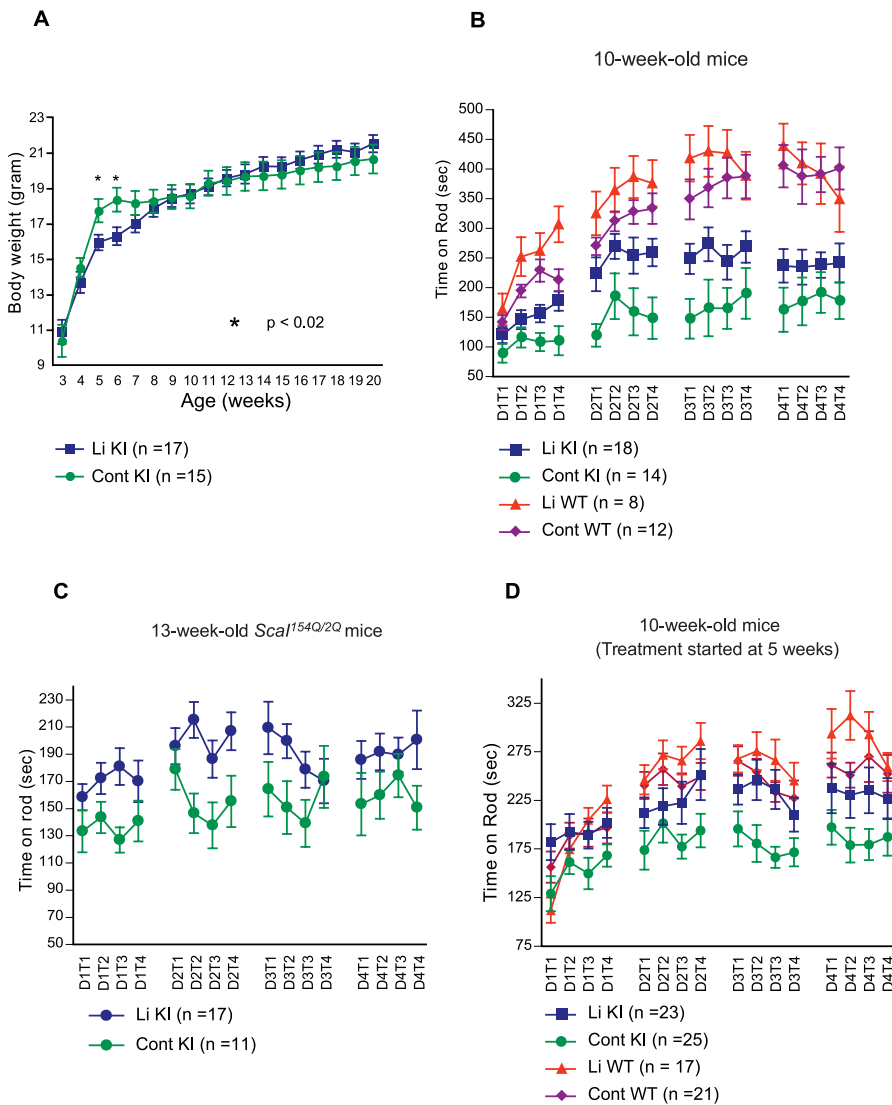 A
Body weight (gram)
23
21
19
17
15
13
11
9
* *
* p < 0.02
3 4 5 6 7 8 9 10 11 12 13 14 15 16 17 18 19 20
Age (weeks)
Li KI (n =17)
Cont KI (n =15)
B
10-week-old mice
Time on Rod (sec)
500
450
400
350
300
250
200
150
100
50
D1T1 D1T2 D1T3 D1T4 D2T1 D2T2 D2T3 D2T4 D3T1 D3T2 D3T3 D3T4 D4T1 D4T2 D4T3 D4T4
Li KI (n =18)
Cont KI (n = 14)
Li WT (n = 8)
Cont WT (n =12)
C
13-week-old Scal154Q/2Q mice
Time on rod (sec)
230
210
190
170
150
130
110
90
70
50
D1T1 D1T2 D1T3 D1T4 D2T1 D2T2 D2T3 D2T4 D3T1 D3T2 D3T3 D3T4 D4T1 D4T2 D4T3 D4T4
Li KI (n =17)
Cont KI (n =11)
D
10-week-old mice
(Treatment started at 5 weeks)
Time on Rod (sec)
325
275
225
175
125
75
D1T1 D1T2 D1T3 D1T4 D2T1 D2T2 D2T3 D2T4 D3T1 D3T2 D3T3 D3T4 D4T1 D4T2 D4T3 D4T4
Li KI (n =23)
Cont KI (n =25)
Li WT (n = 17)
Cont WT (n =21)